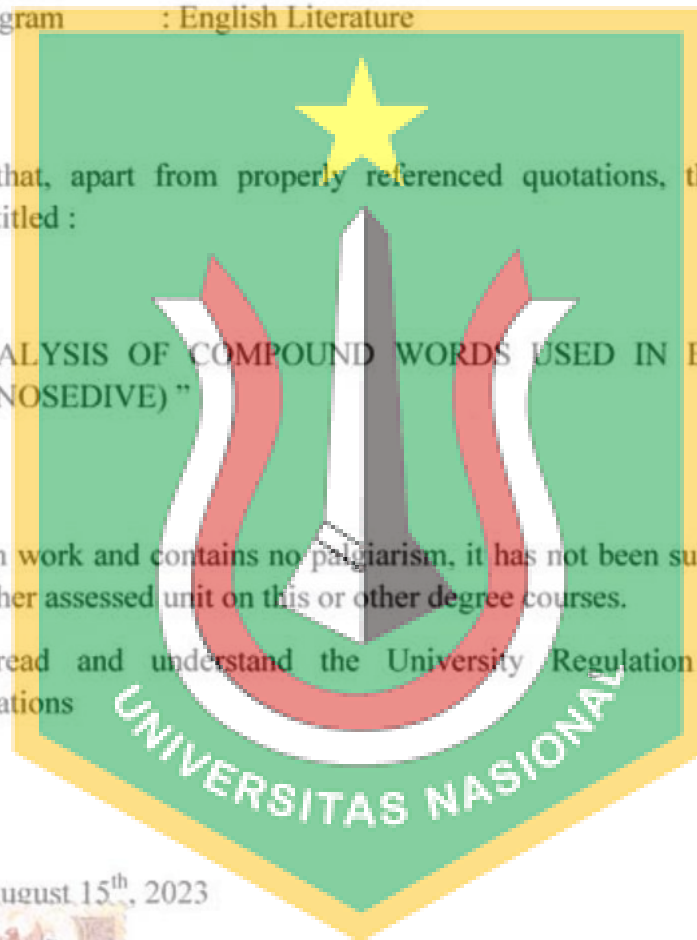 gram : English Literature
that, apart from properly referenced quotations, th
titled :
ALYSIS OF COMPOUND WORDS USED IN B
NOSEDIVE) ”
n work and contains no palgiarism, it has not been su
her assessed unit on this or other degree courses.
read and understand the University Regulation
ations
UNIVERSITAS NASIONAL
ugust 15th, 2023